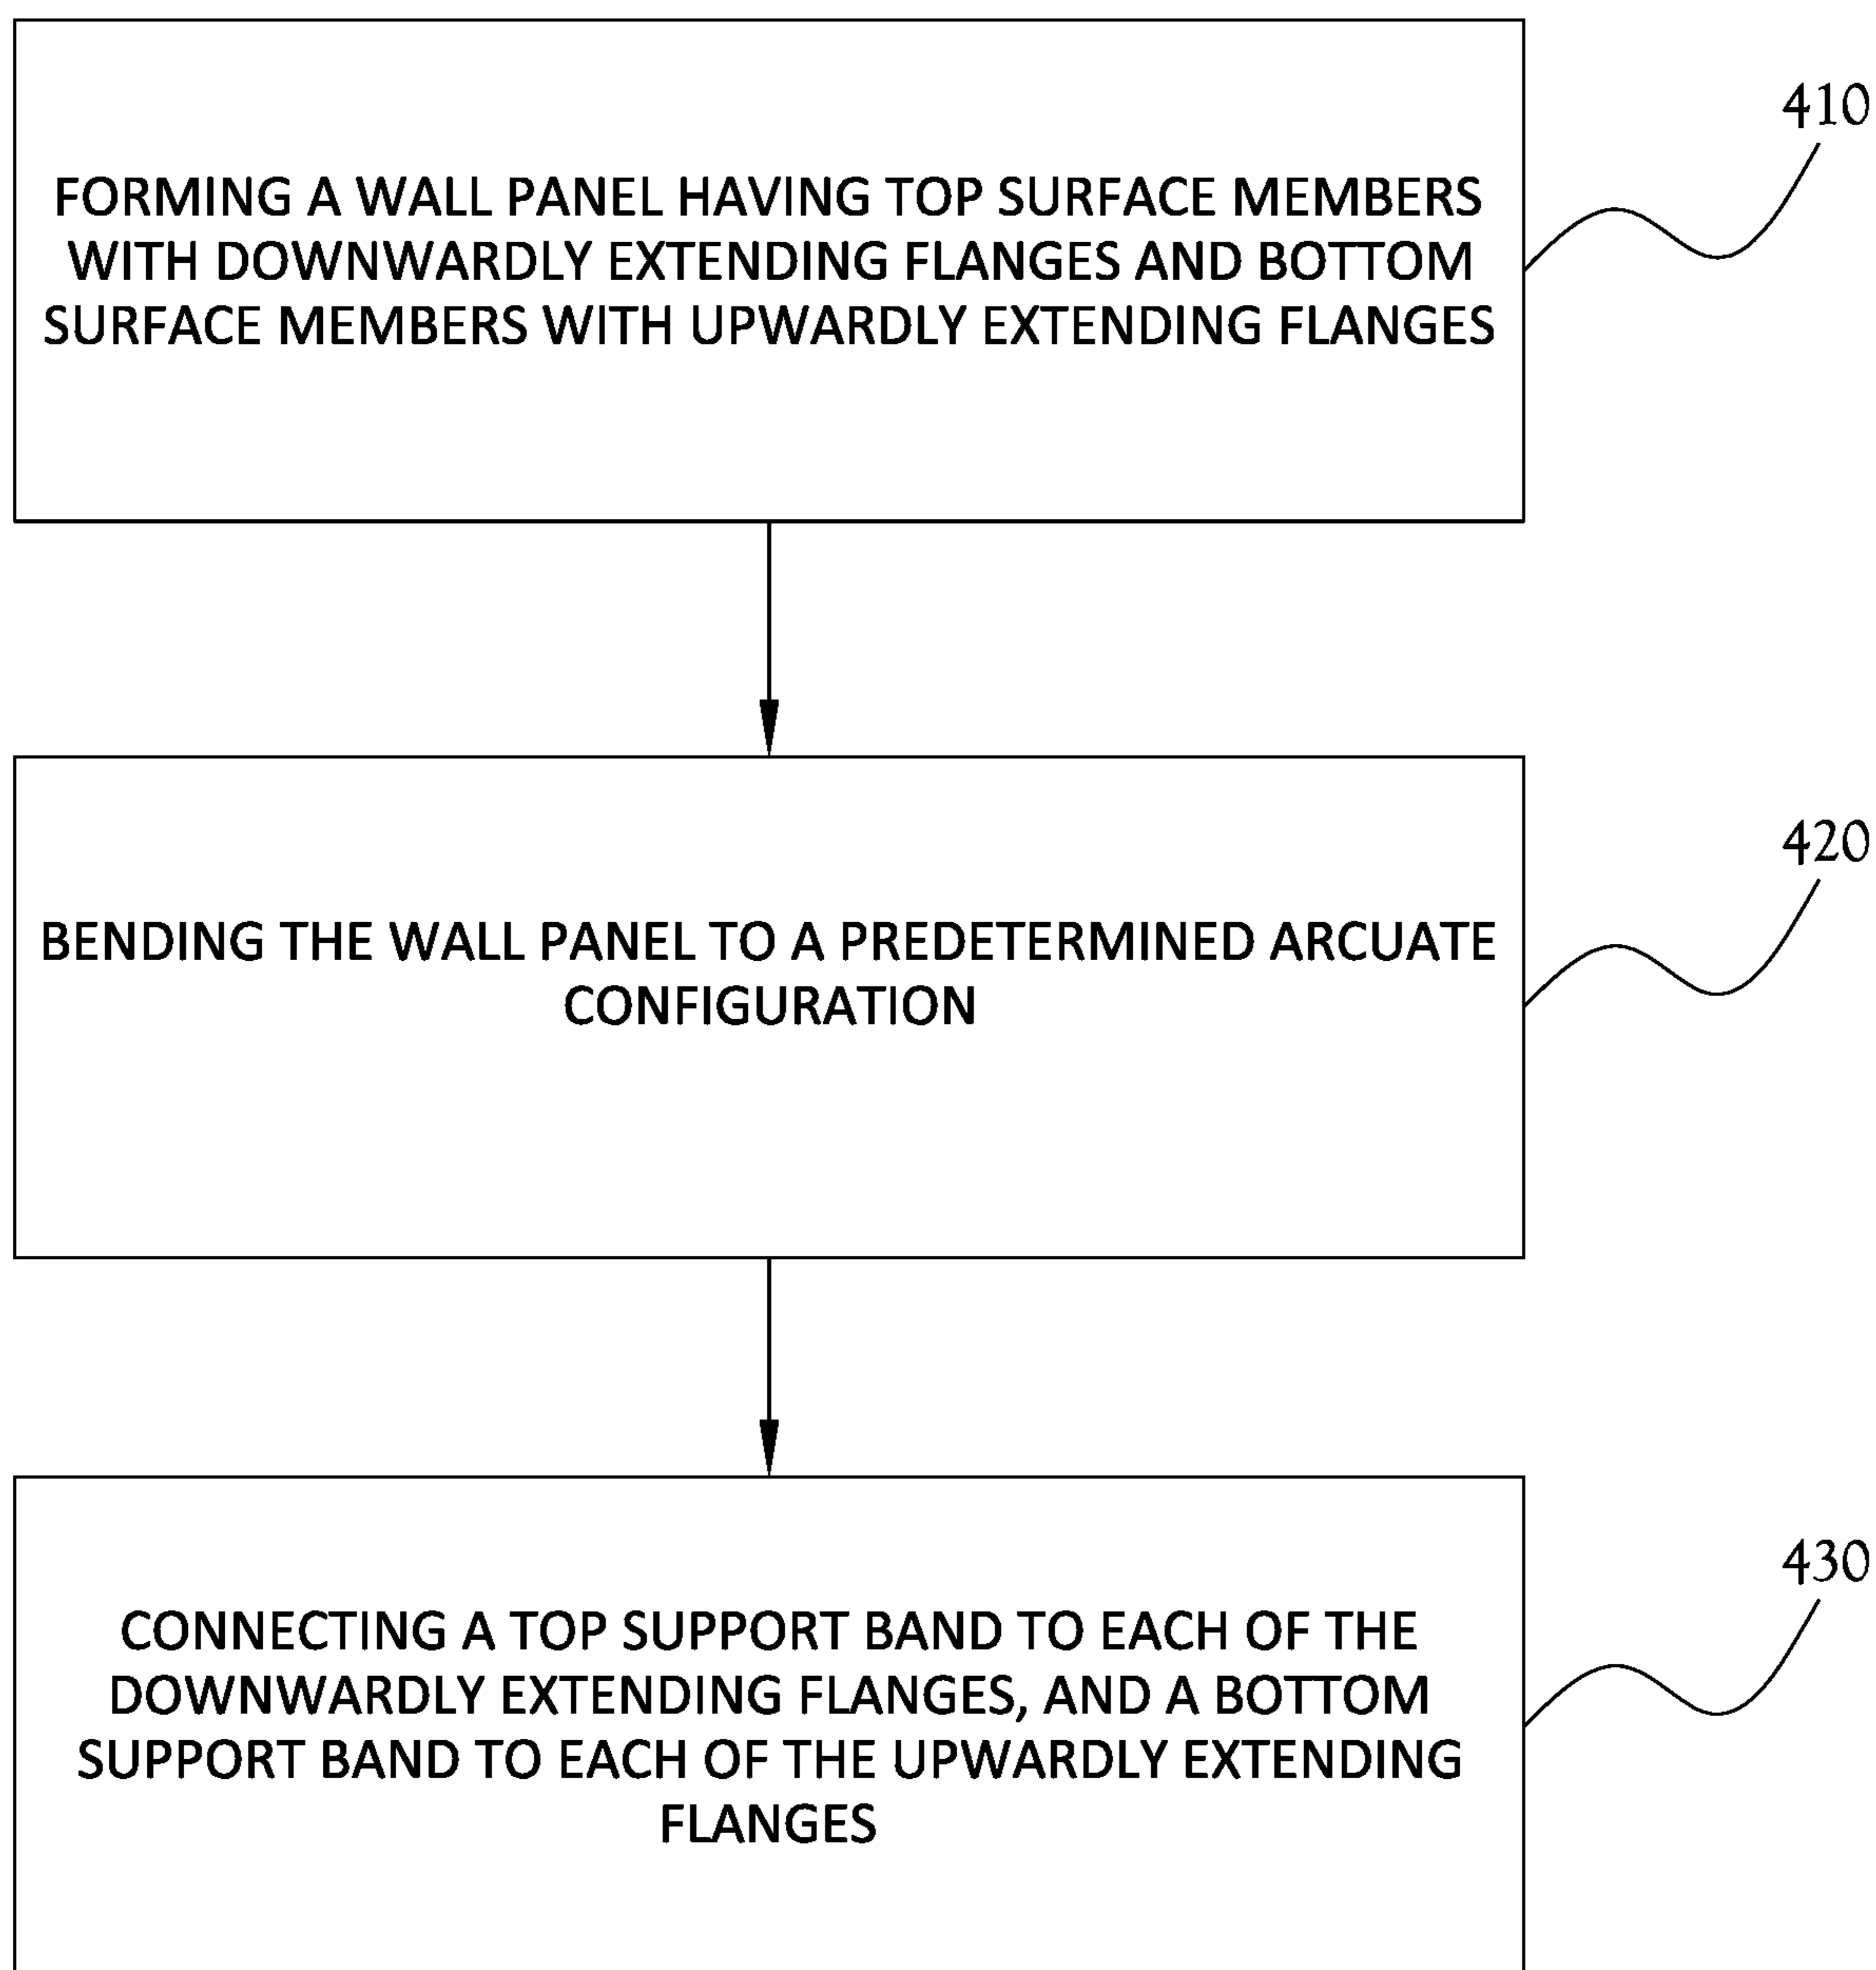 410
FORMING A WALL PANEL HAVING TOP SURFACE MEMBERS
WITH DOWNWARDLY EXTENDING FLANGES AND BOTTOM
SURFACE MEMBERS WITH UPWARDLY EXTENDING FLANGES
420
BENDING THE WALL PANEL TO A PREDETERMINED ARCUATE
CONFIGURATION
430
CONNECTING A TOP SUPPORT BAND TO EACH OF THE
DOWNWARDLY EXTENDING FLANGES, AND A BOTTOM
SUPPORT BAND TO EACH OF THE UPWARDLY EXTENDING
FLANGES